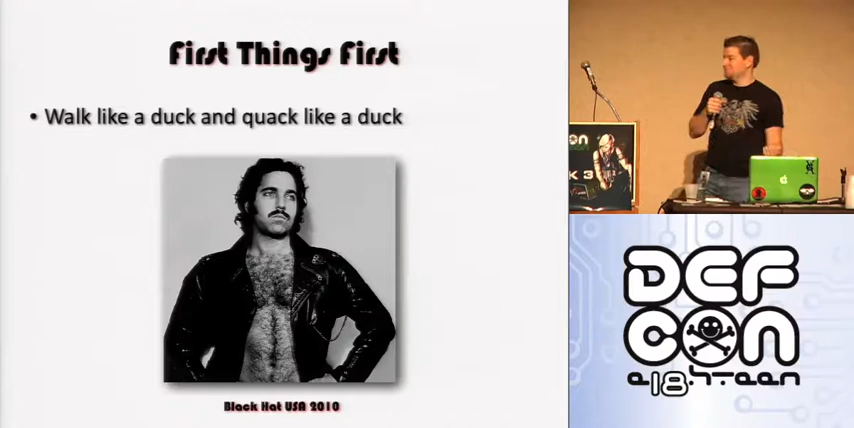 First Things First
• Walk like a duck and quack like a duck
Black Hat USA 2010
DEF
CON
e18hteen